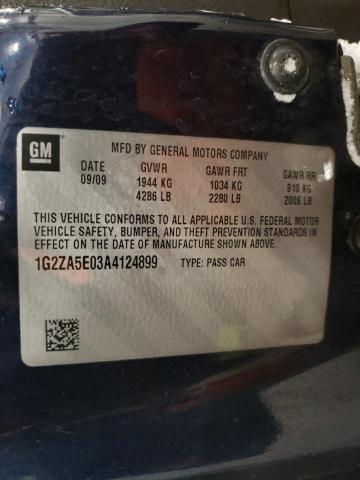 GM
MFD BY GENERAL MOTORS COMPANY
DATE GVWR GAWR FRT GAWR RR
09/09 1944 KG 1034 KG 910 KG
4286 LB 2280 LB 2006 LB
THIS VEHICLE CONFORMS TO ALL APPLICABLE U.S. FEDERAL MOTOR
VEHICLE SAFETY, BUMPER, AND THEFT PREVENTION STANDARDS IN
EFFECT ON THE DATE OF MANUFACTURE SHOWN ABOVE.
1G2ZA5E03A4124899 TYPE: PASS CAR